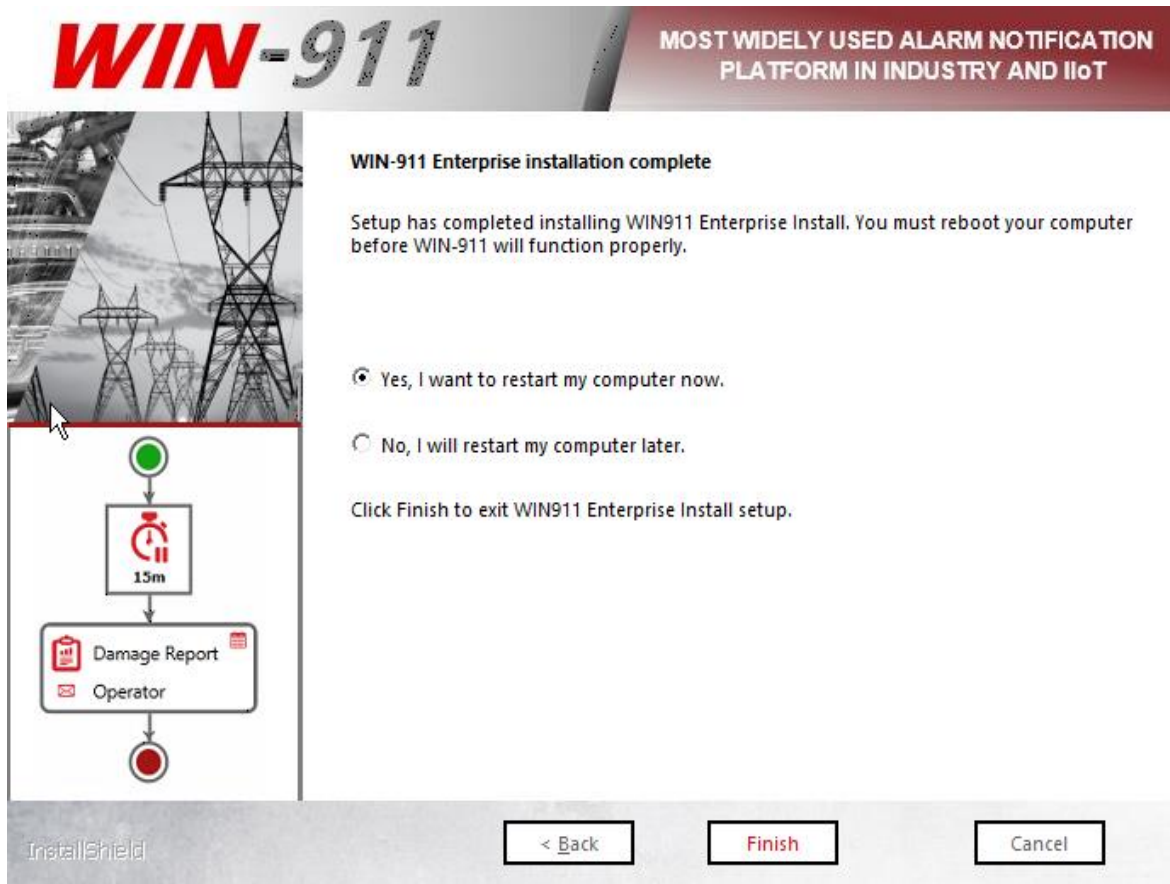 WIN-911
MOST WIDELY USED ALARM NOTIFICATION
PLATFORM IN INDUSTRY AND IIoT
WIN-911 Enterprise installation complete
Setup has completed installing WIN911 Enterprise Install. You must reboot your computer
before WIN-911 will function properly.
Yes, I want to restart my computer now.
No, I will restart my computer later.
Click Finish to exit WIN911 Enterprise Install setup.
15m
Damage Report
Operator
InstallShield
< Back
Finish
Cancel